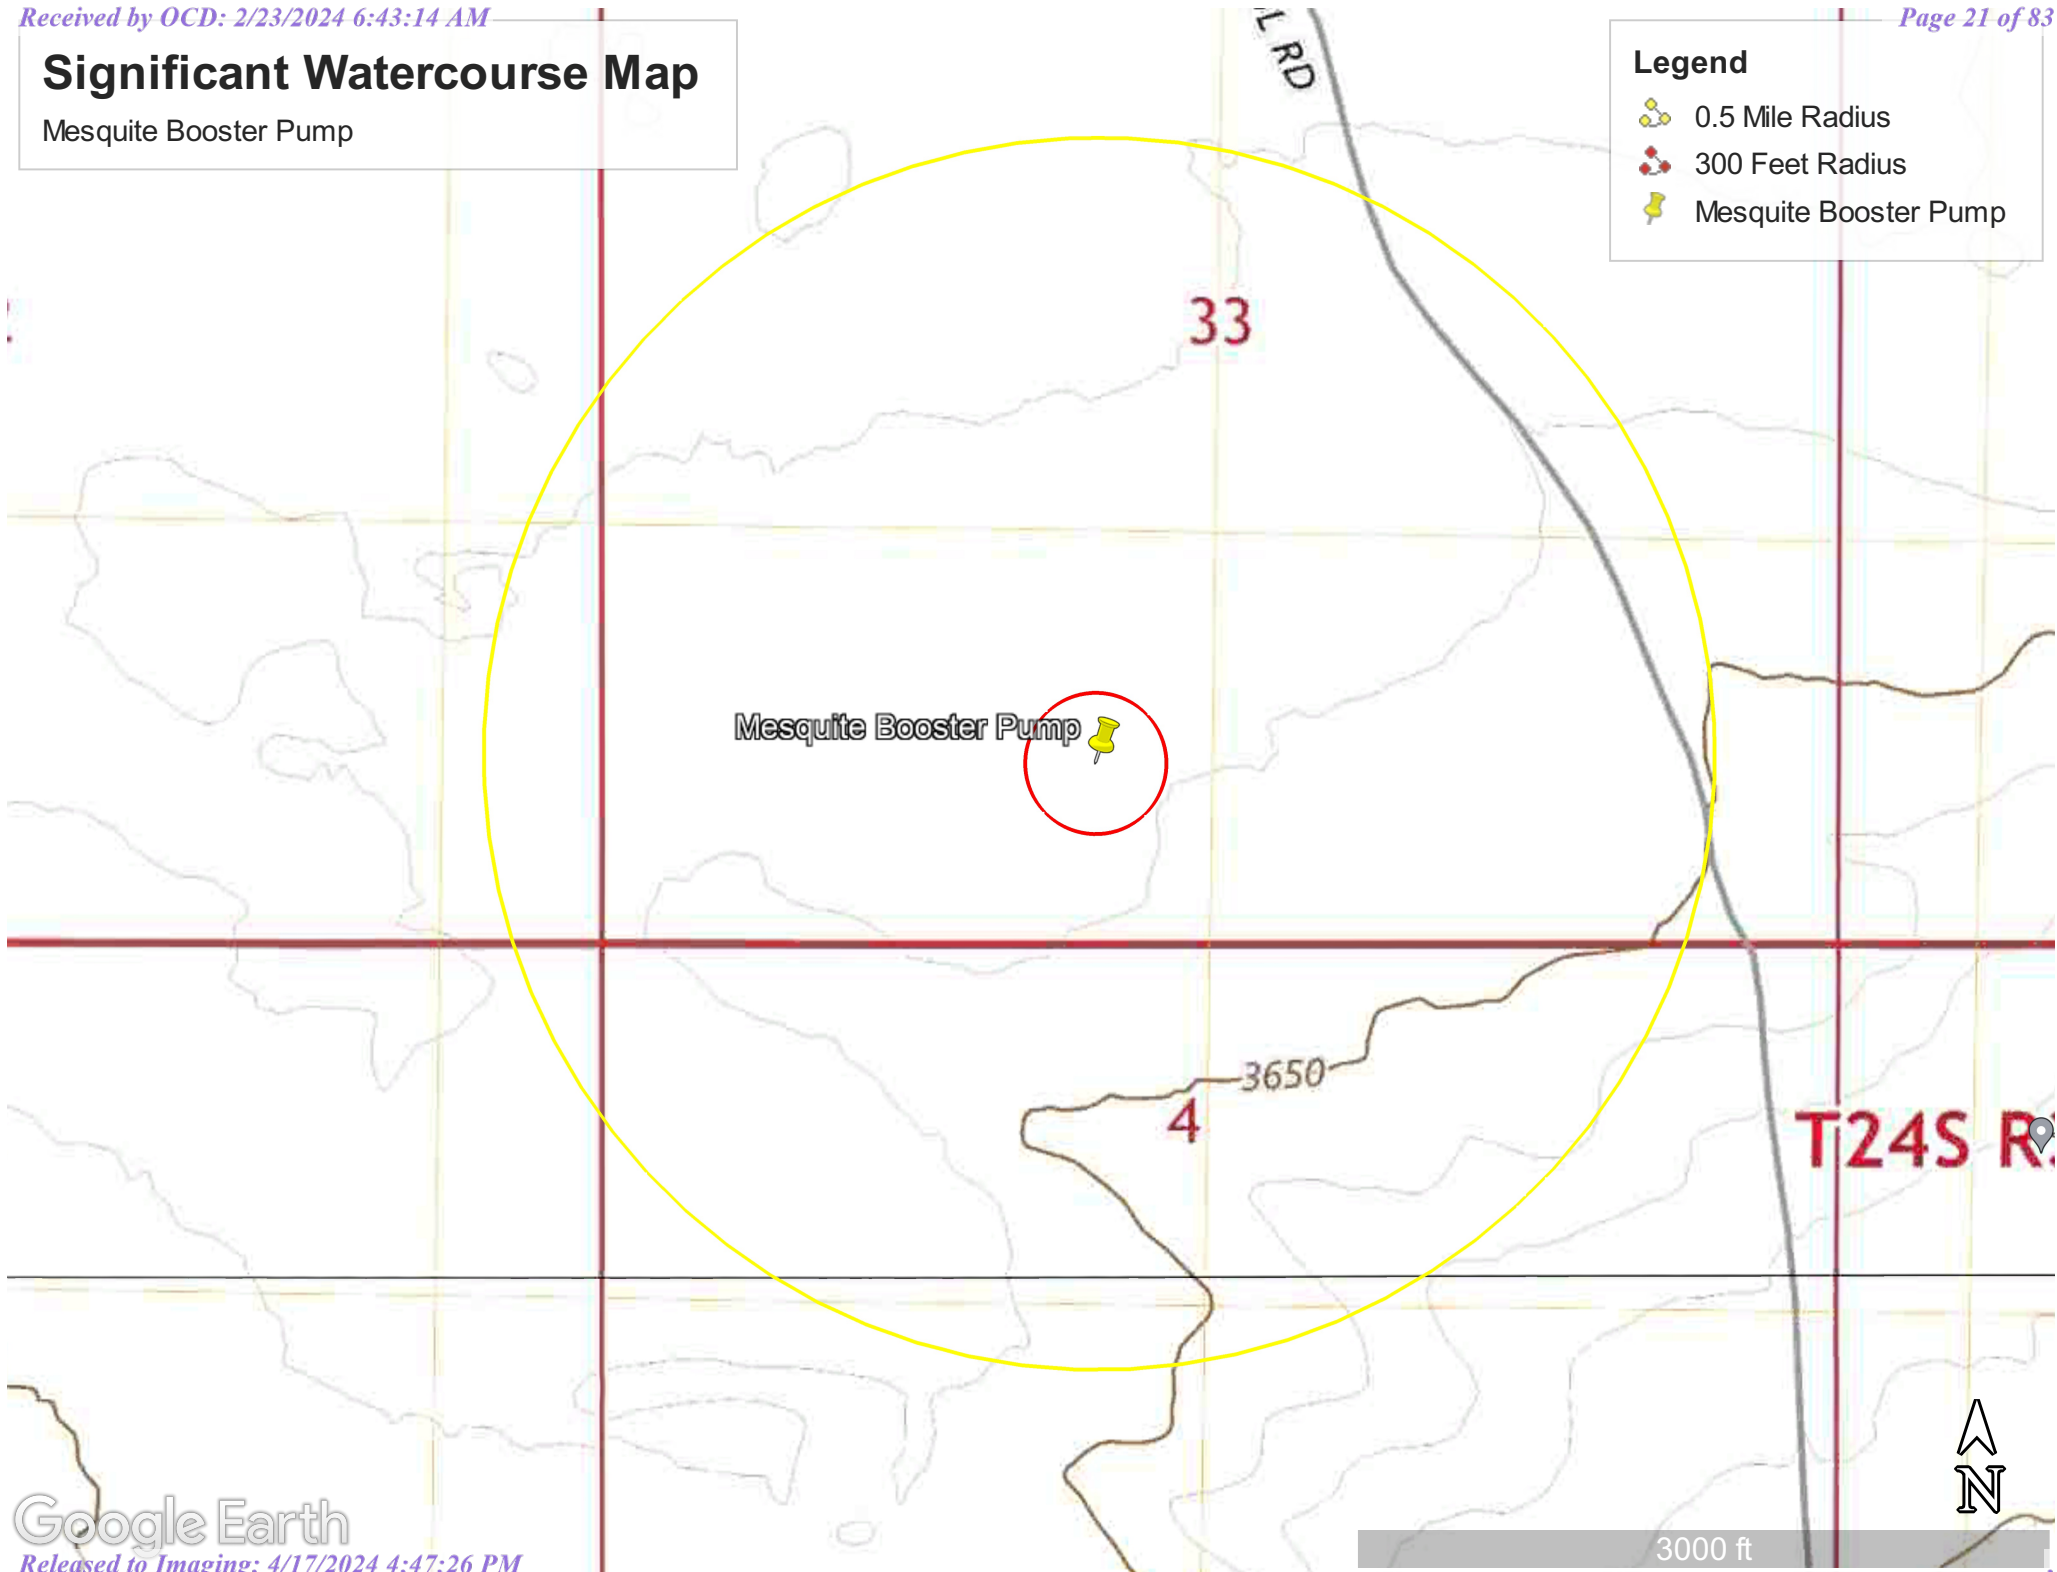 Received by OCD: 2/23/2024 6:43:14 AM
Page 21 of 83
Significant Watercourse Map
Mesquite Booster Pump
Legend
0.5 Mile Radius
300 Feet Radius
Mesquite Booster Pump
RD
33
Mesquite Booster Pump
3650
4
T24S
Google Earth
N
3000 ft
Released to Imaging: 4/17/2024 4:47:26 PM